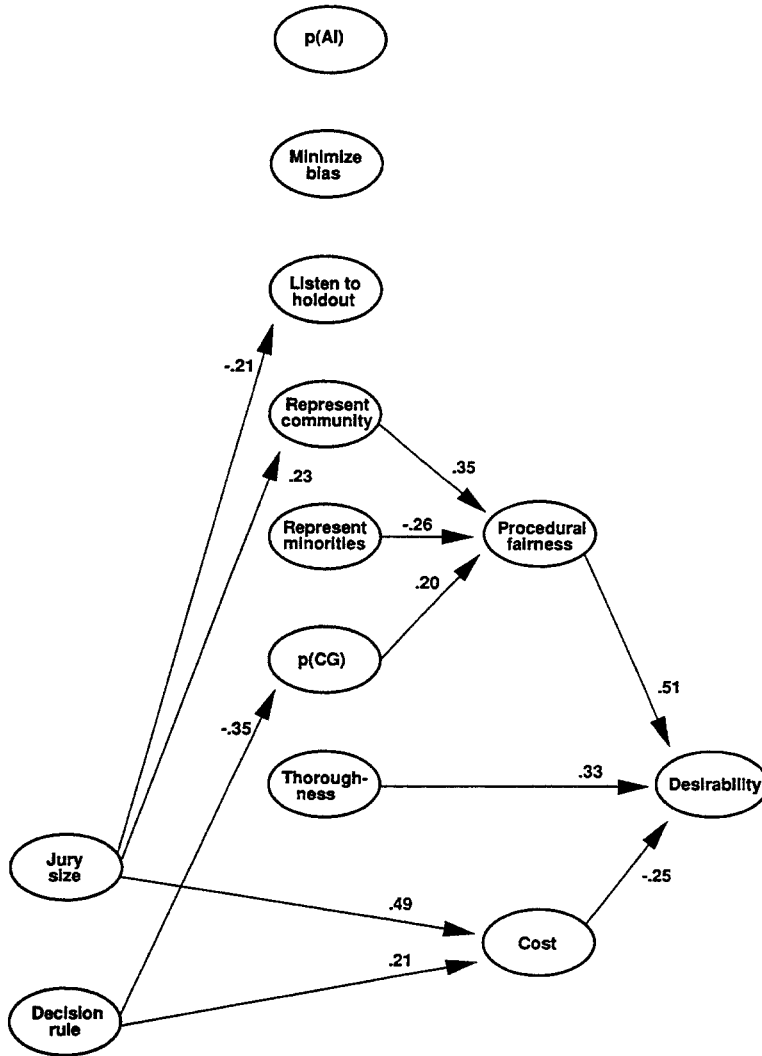 p(AI)
Minimize
bias
Listen to
holdout
-.21
Represent
community
.23
.35
Represent
minorities
-.26
Procedural
fairness
.20
p(CG)
-.35
.51
Thorough-
ness
.33
Desirability
Jury
size
-.25
.49
Cost
.21
Decision
rule